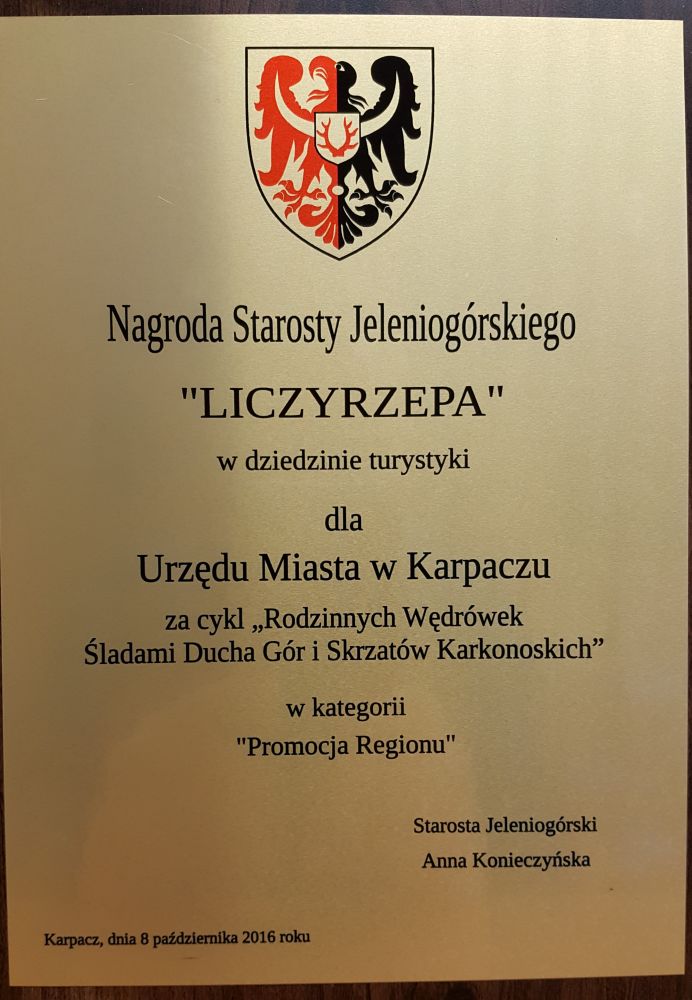 Nagroda Starosty Jeleniogórskiego
"LICZYRZEPA"
w dziedzinie turystyki
dla
Urzędu Miasta w Karpaczu
za cykl „Rodzinnych Wędrówek
Śladami Ducha Gór i Skrzatów Karkonoskich”
w kategorii
"Promocja Regionu"
Starosta Jeleniogórski
Anna Konieczyńska
Karpacz, dnia 8 października 2016 roku